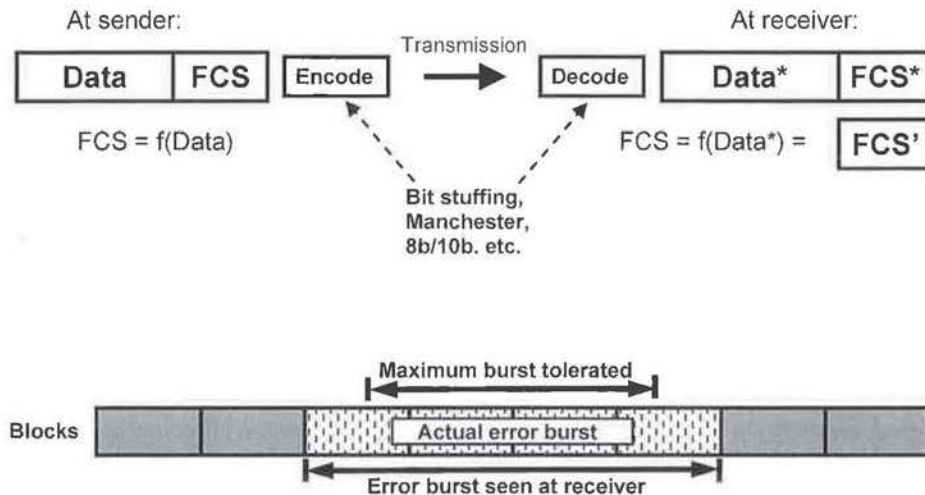 At sender:
At receiver:
Data FCS Encode
Transmission
Decode Data* FCS*
FCS = f(Data)
FCS = f(Data*) = FCS'
Bit stuffing,
Manchester,
8b/10b. etc.
Maximum burst tolerated
Blocks
Actual error burst
Error burst seen at receiver